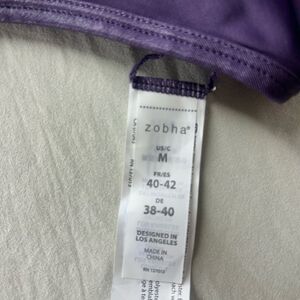 zobha®
US/C
M
FR/ES
40-42
DE
38-40
DESIGNED IN
LOS ANGELES
MADE IN
CHINA